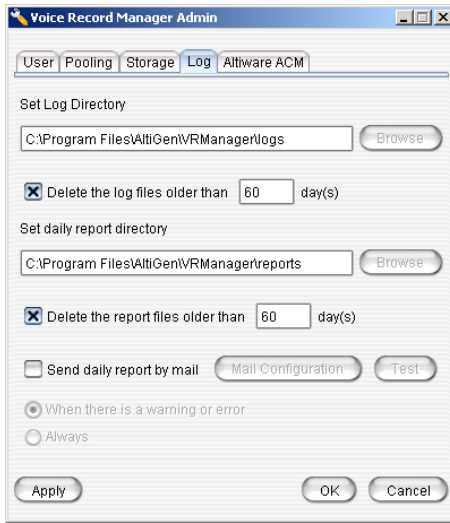 Voice Record Manager Admin
User Pooling Storage Log Altiware ACM
Set Log Directory
C:\Program Files\AltiGen\VRManager\logs Browse
Delete the log files older than 60 day(s)
Set daily report directory
C:\Program Files\AltiGen\VRManager\reports Browse
Delete the report files older than 60 day(s)
Send daily report by mail Mail Configuration Test
When there is a warning or error
Always
Apply OK Cancel